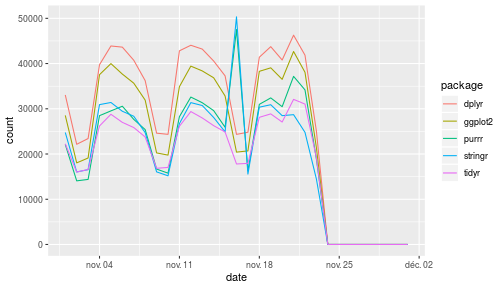 50000
40000
30000
20000
10000
0
count
nov. 04
nov. 11
nov. 18
nov. 25
déc. 02
date
package
dplyr
ggplot2
purrr
stringr
tidyr